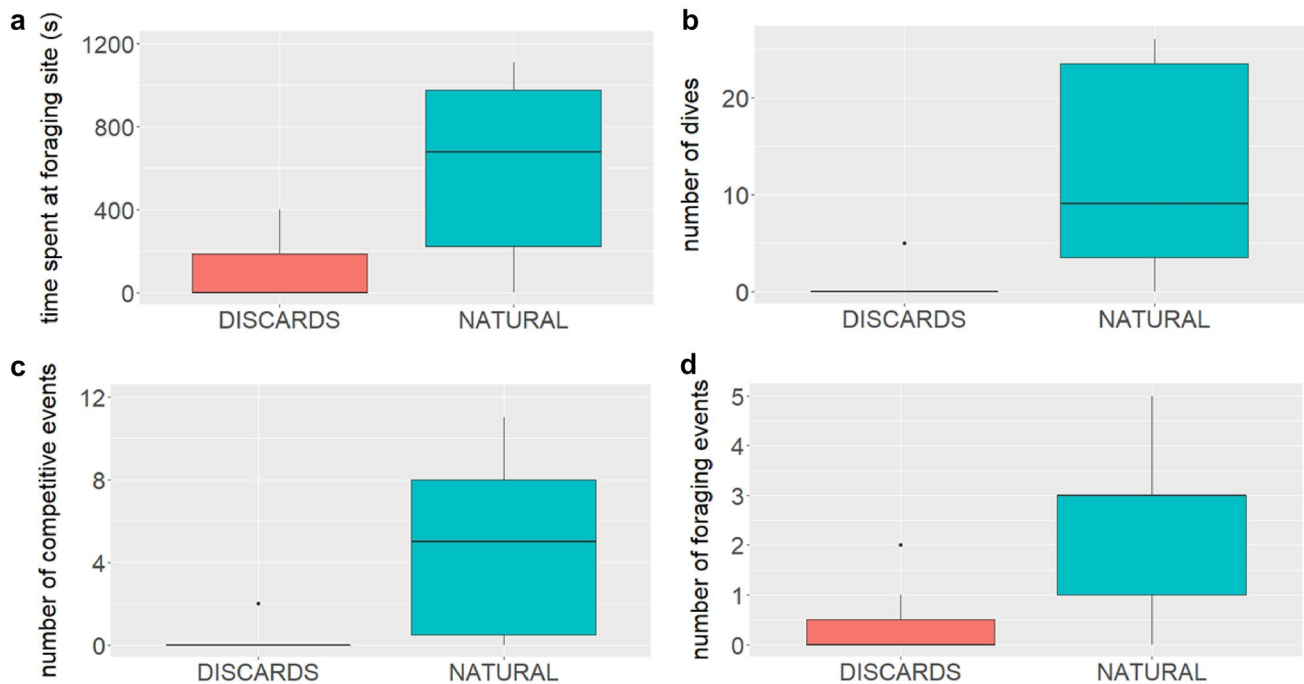 a
time spent at foraging site (s)
1200
800
400
0
DISCARDS NATURAL
b
number of dives
20
10
0
DISCARDS NATURAL
c
number of competitive events
12
8
4
0
DISCARDS NATURAL
d
number of foraging events
5
4
3
2
1
0
DISCARDS NATURAL